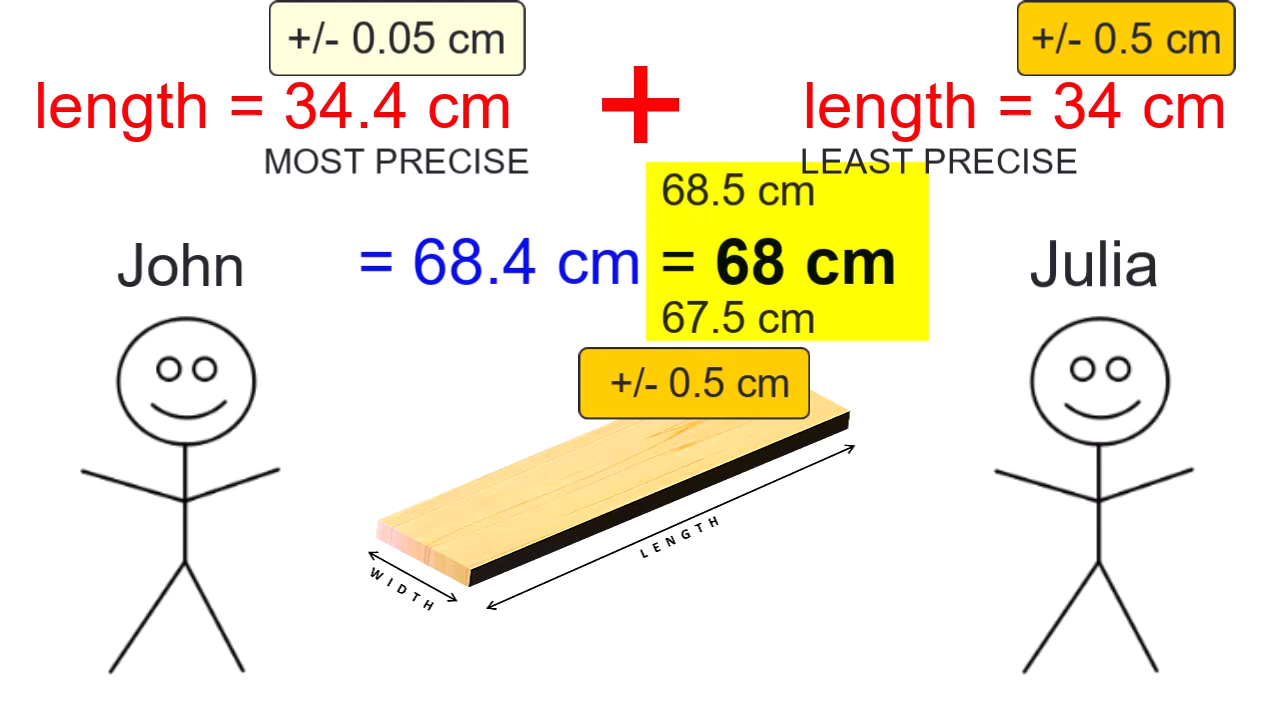 +/- 0.05 cm
+/- 0.5 cm
length = 34.4 cm + length = 34 cm
MOST PRECISE
LEAST PRECISE
68.5 cm
John
= 68.4 cm = 68 cm
Julia
67.5 cm
+/- 0.5 cm
LENGTH
WIDTH